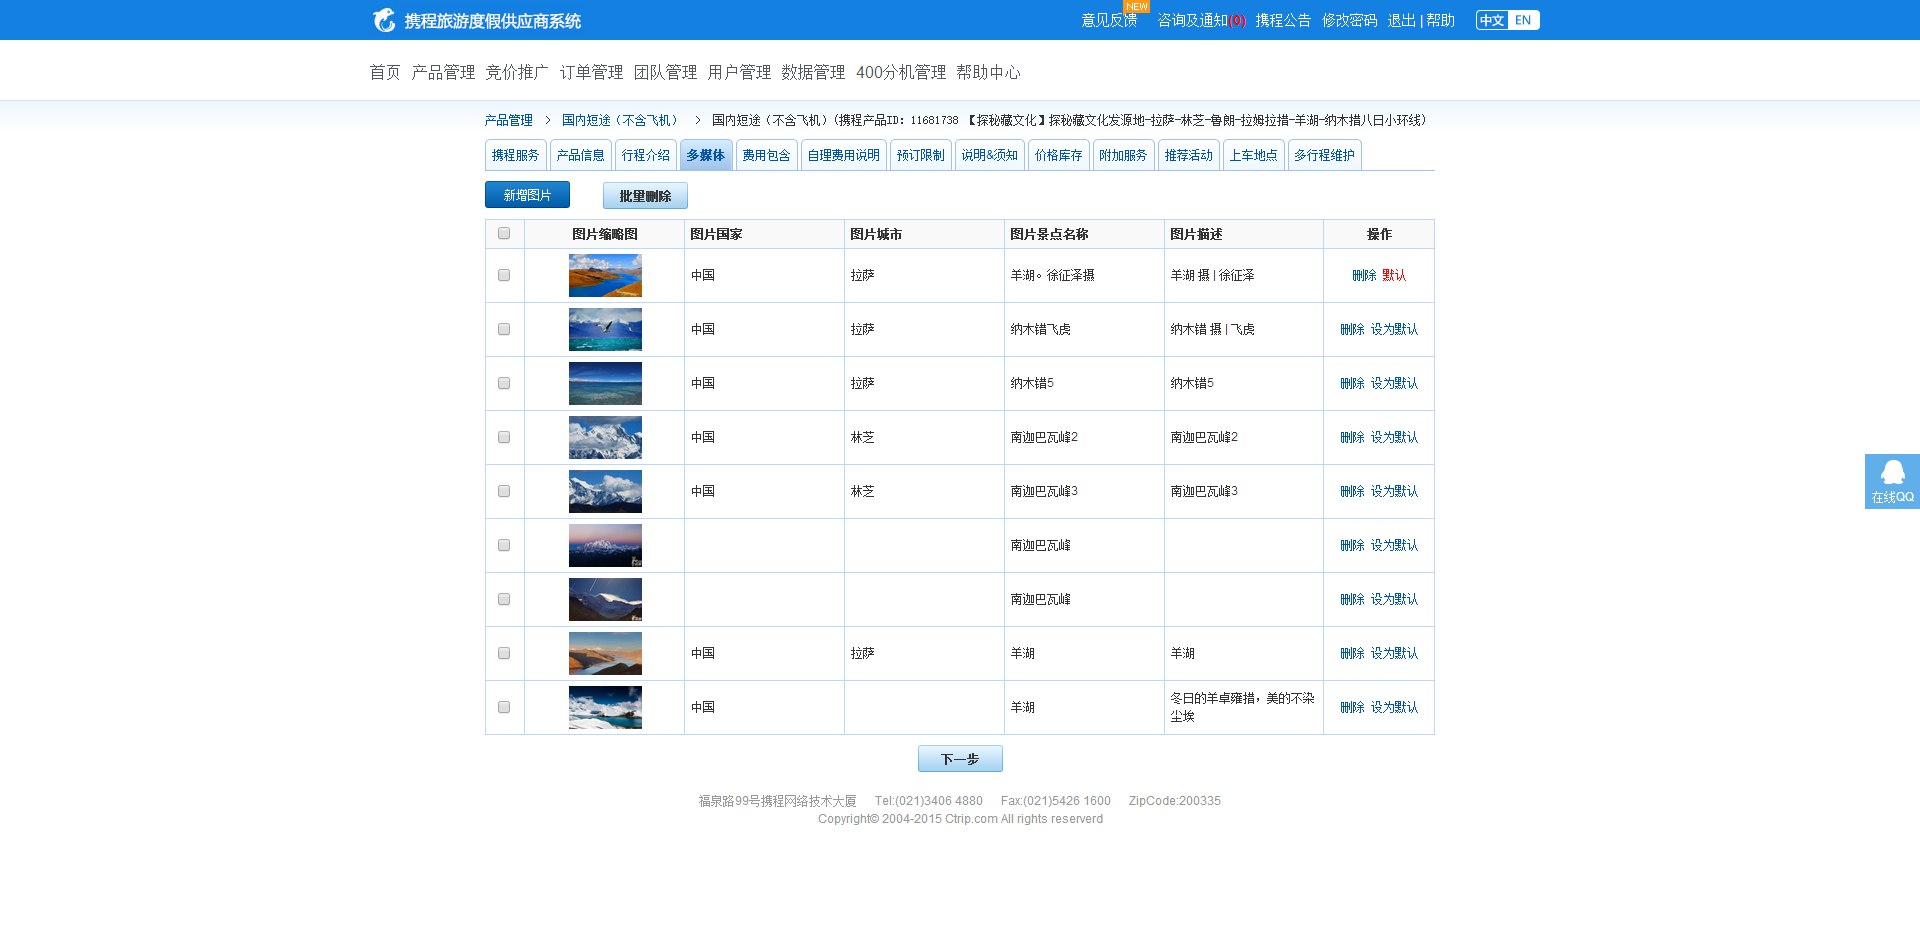 携程旅游度假供应商系统
意见反馈 NEW 咨询及通知(0) 携程公告 修改密码 退出 | 帮助 中文 EN
首页 产品管理 竞价推广 订单管理 团队管理 用户管理 数据管理 400分机管理 帮助中心
产品管理 > 国内短途（不含飞机） > 国内短途（不含飞机）(携程产品ID：11681738 【探秘藏文化】探秘藏文化发源地-拉萨-林芝-鲁朗-拉姆拉措-羊湖-纳木措八日小环线)
携程服务 产品信息 行程介绍 多媒体 费用包含 自理费用说明 预订限制 说明&须知 价格库存 附加服务 推荐活动 上车地点 多行程维护
新增图片 批量删除
图片缩略图 图片国家 图片城市 图片景点名称 图片描述 操作
中国 拉萨 羊湖。徐征泽摄 羊湖 摄 | 徐征泽 删除 默认
中国 拉萨 纳木错飞虎 纳木错 摄 | 飞虎 删除 设为默认
中国 拉萨 纳木错5 纳木错5 删除 设为默认
中国 林芝 南迦巴瓦峰2 南迦巴瓦峰2 删除 设为默认
中国 林芝 南迦巴瓦峰3 南迦巴瓦峰3 删除 设为默认
南迦巴瓦峰 删除 设为默认
南迦巴瓦峰 删除 设为默认
中国 拉萨 羊湖 羊湖 删除 设为默认
中国 羊湖 冬日的羊卓雍措，美的不染
尘埃 删除 设为默认
下一步
在线QQ
福泉路99号携程网络技术大厦 Tel:(021)3406 4880 Fax:(021)5426 1600 ZipCode:200335
Copyright© 2004-2015 Ctrip.com All rights reserverd